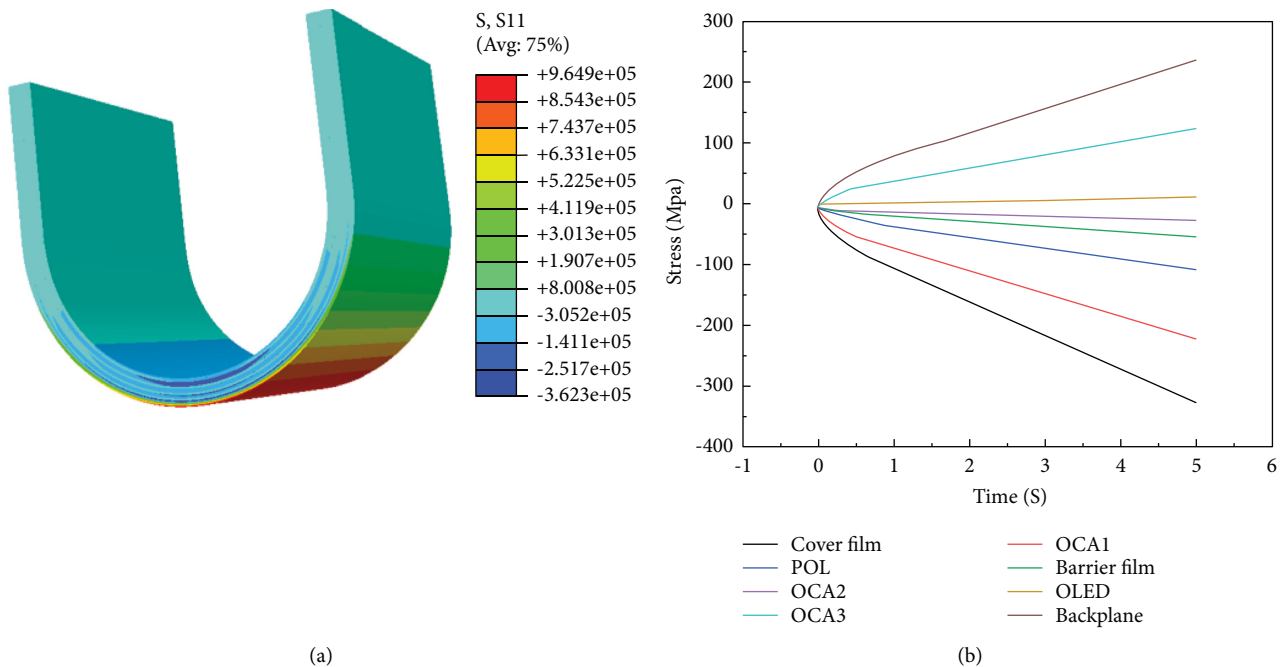 S, S11
(Avg: 75%)
+9.649e+05
+8.543e+05
+7.437e+05
+6.331e+05
+5.225e+05
+4.119e+05
+3.013e+05
+1.907e+05
+8.008e+05
-3.052e+05
-1.411e+05
-2.517e+05
-3.623e+05
(a)
300
200
100
0
-100
-200
-300
-400
Stress (Mpa)
-1 0 1 2 3 4 5 6
Time (S)
Cover film
POL
OCA2
OCA3
OCA1
Barrier film
OLED
Backplane
(b)